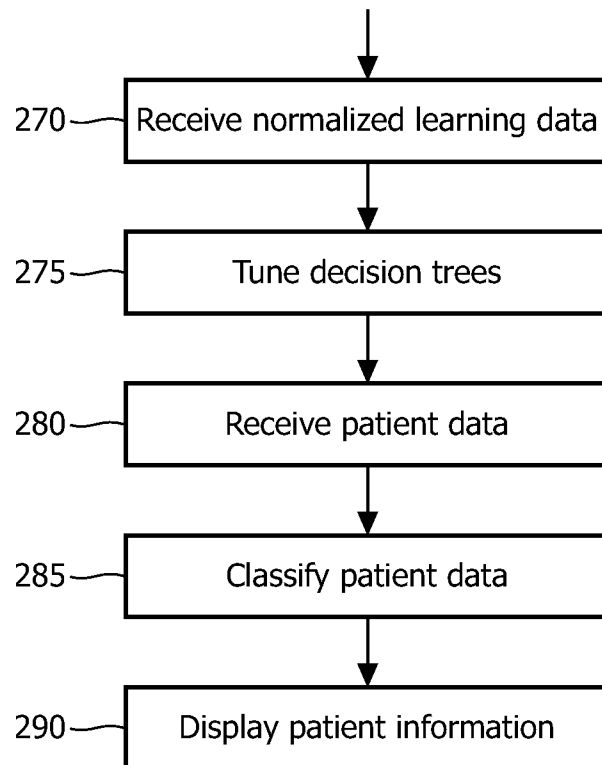 270 Receive normalized learning data
275 Tune decision trees
280 Receive patient data
285 Classify patient data
290 Display patient information